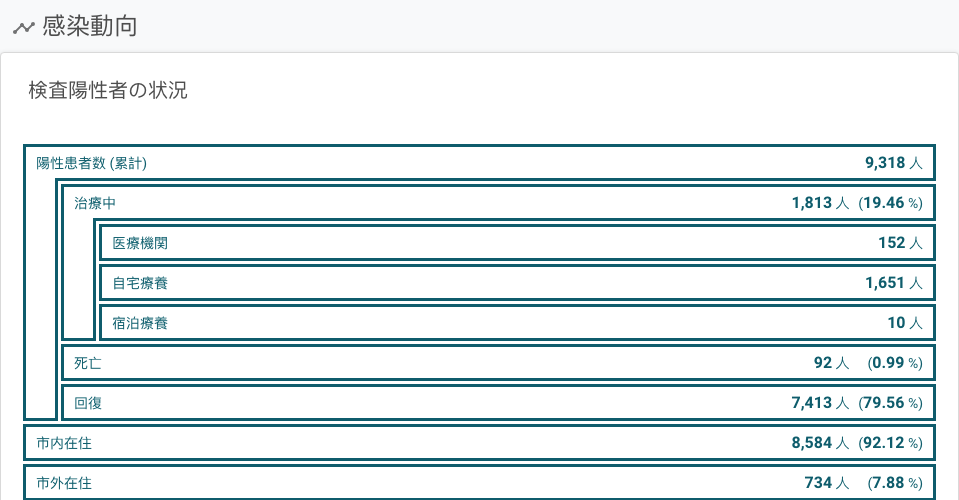 感染動向
検査陽性者の状況
陽性患者数 (累計) 9,318 人
治療中 1,813 人 (19.46 %)
医療機関 152 人
自宅療養 1,651 人
宿泊療養 10 人
死亡 92 人 (0.99 %)
回復 7,413 人 (79.56 %)
市内在住 8,584 人 (92.12 %)
市外在住 734 人 (7.88 %)